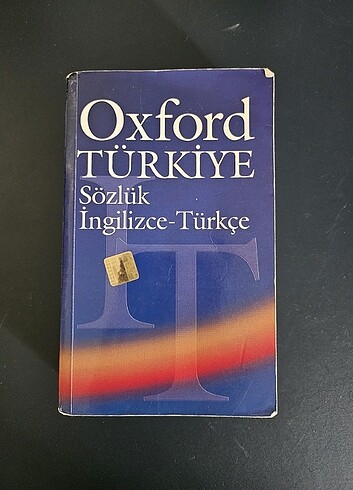 Oxford
TÜRKİYE
Sözlük
İngilizce-Türkçe
İT